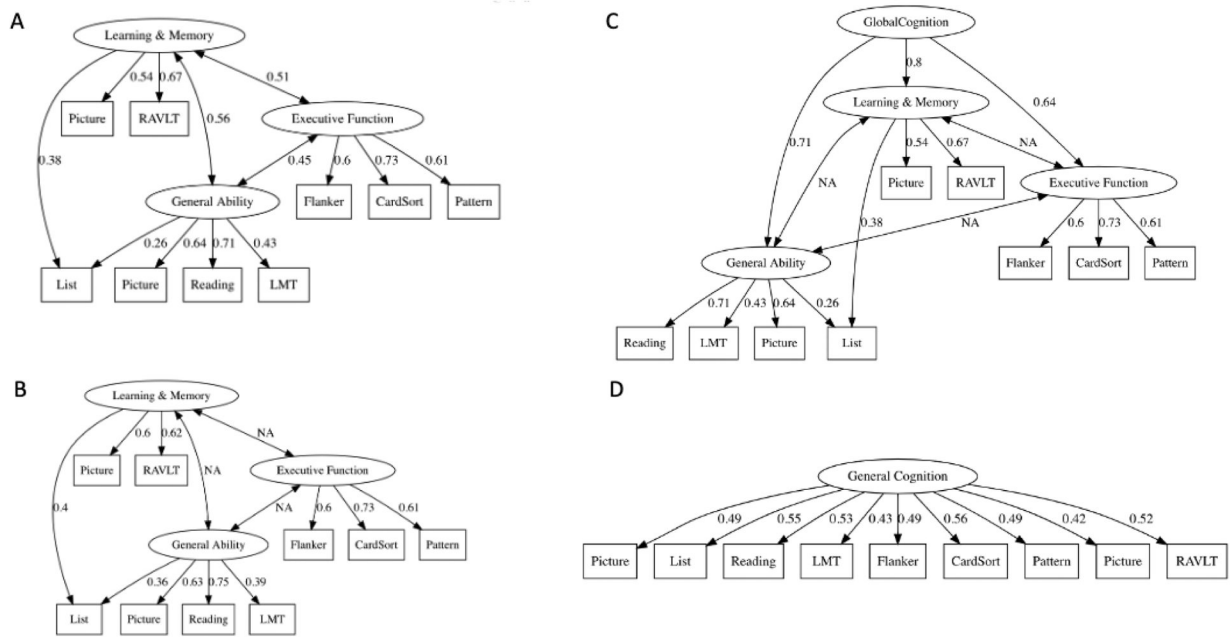 A
Learning & Memory
0.54 0.67 0.51
Picture RAVLT
Executive Function
0.56
0.38 0.45 0.6 0.73 0.61
General Ability
Flanker CardSort Pattern
0.26 0.64 0.71 0.43
List Picture Reading LMT
C
GlobalCognition
0.8
Learning & Memory
0.64
0.71 0.54 0.67 NA
NA Picture RAVLT
Executive Function
0.38 NA 0.6 0.73 0.61
General Ability
Flanker CardSort Pattern
0.71 0.43 0.64 0.26
Reading LMT Picture List
B
Learning & Memory
0.6 0.62 NA
Picture RAVLT
Executive Function
0.4 NA NA 0.6 0.73 0.61
General Ability
Flanker CardSort Pattern
0.36 0.63 0.75 0.39
List Picture Reading LMT
D
General Cognition
0.49 0.55 0.53 0.43 0.49 0.56 0.49 0.42 0.52
Picture List Reading LMT Flanker CardSort Pattern Picture RAVLT